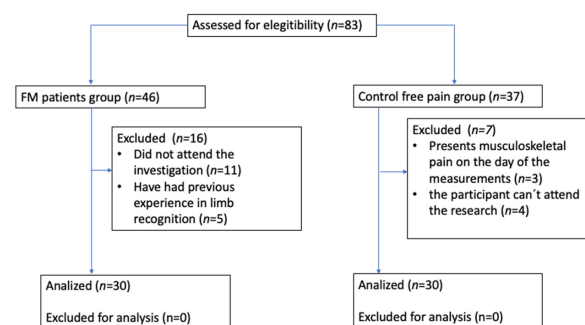 Assessed for elegitibility (n=83)
FM patients group (n=46)
Control free pain group (n=37)
Excluded (n=16)
• Did not attend the
investigation (n=11)
• Have had previous
experience in limb
recognition (n=5)
Excluded (n=7)
• Presents musculoskeletal
pain on the day of the
measurements (n=3)
• the participant can´t attend
the research (n=4)
Analized (n=30)
Excluded for analysis (n=0)
Analized (n=30)
Excluded for analysis (n=0)